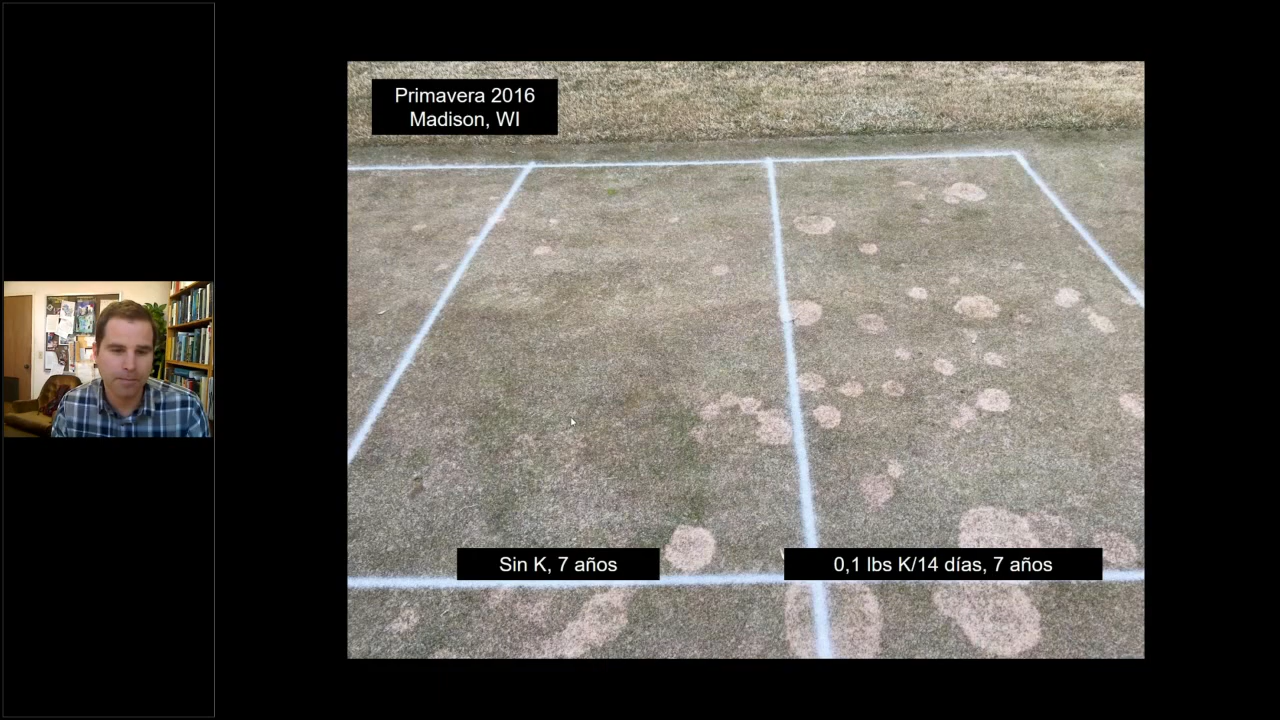 Primavera 2016
Madison, WI
Sin K, 7 años
0,1 lbs K/14 días, 7 años